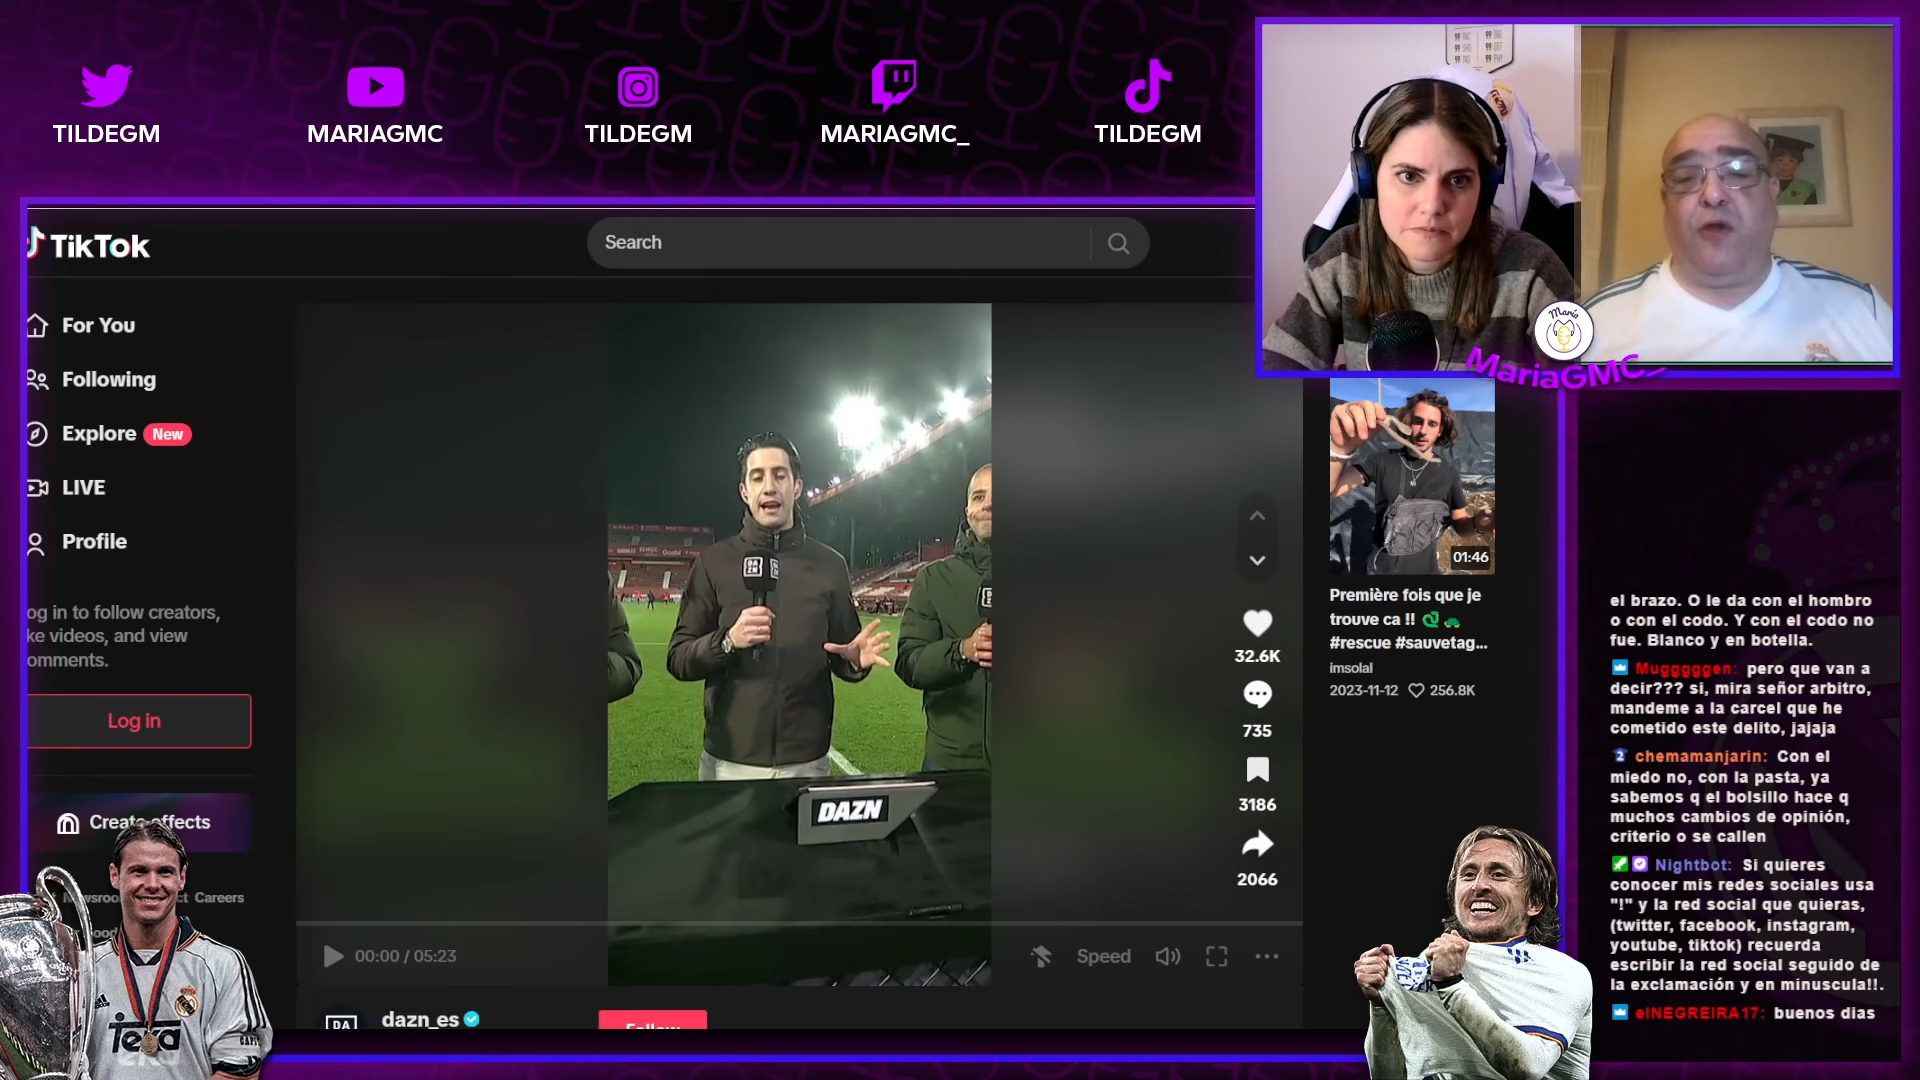 TILDEGM
MARIAGMC
TILDEGM
MARIAGMC_
TILDEGM
TikTok
Search
For You
Following
Explore New
LIVE
Profile
og in to follow creators,
ke videos, and view
omments.
Log in
Create effects
Careers
DAZN
32.6K
735
3186
2066
00:00 / 05:23
Speed
dazn_es
Follow
María
MariaGMC_
01:46
Première fois que je
trouve ca !!
#rescue #sauvetag...
imsolal
2023-11-12 256.8K
el brazo. O le da con el hombro
o con el codo. Y con el codo no
fue. Blanco y en botella.
Mugggggen: pero que van a
decir??? si, mira señor arbitro,
mandeme a la carcel que he
cometido este delito, jajaja
chemamanjarin: Con el
miedo no, con la pasta, ya
sabemos q el bolsillo hace q
muchos cambios de opinión,
criterio o se callen
Nightbot: Si quieres
conocer mis redes sociales usa
"!" y la red social que quieras,
(twitter, facebook, instagram,
youtube, tiktok) recuerda
escribir la red social seguido de
la exclamación y en minuscula!!.
elNEGREIRA17: buenos dias
teka